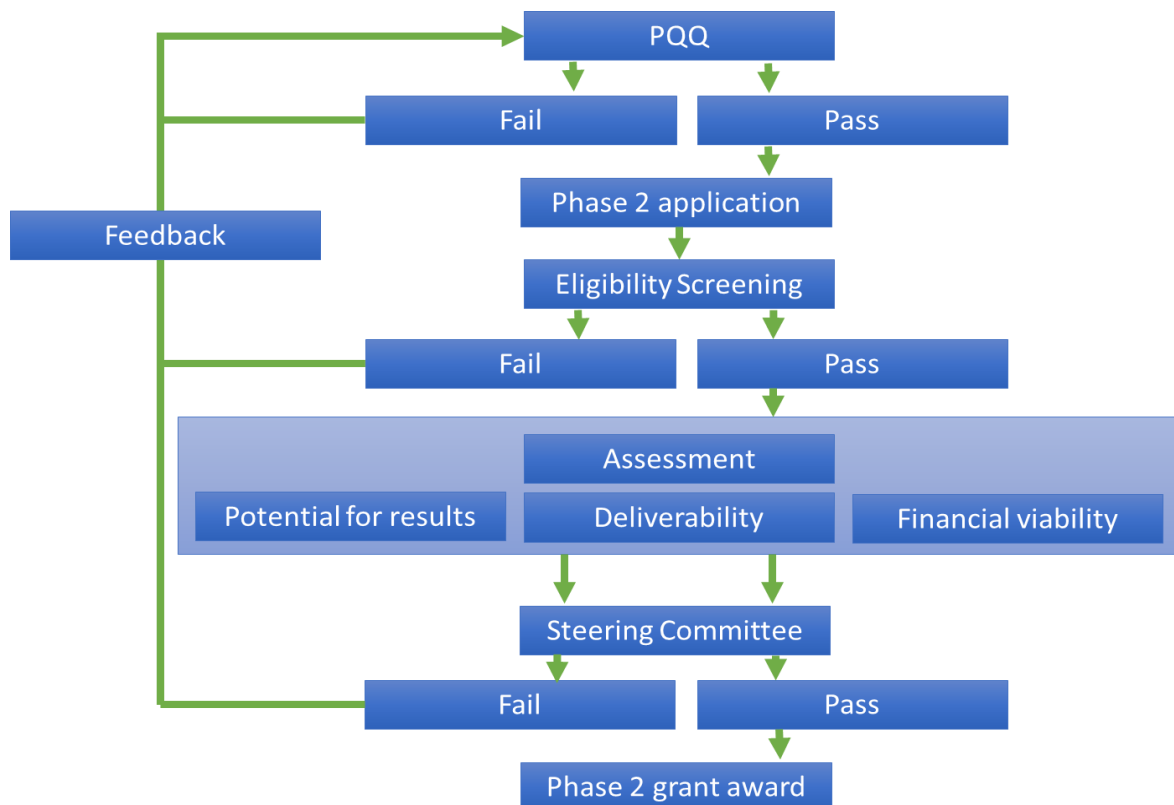 PQQ
Fail
Pass
Phase 2 application
Feedback
Eligibility Screening
Fail
Pass
Assessment
Potential for results
Deliverability
Financial viability
Steering Committee
Fail
Pass
Phase 2 grant award